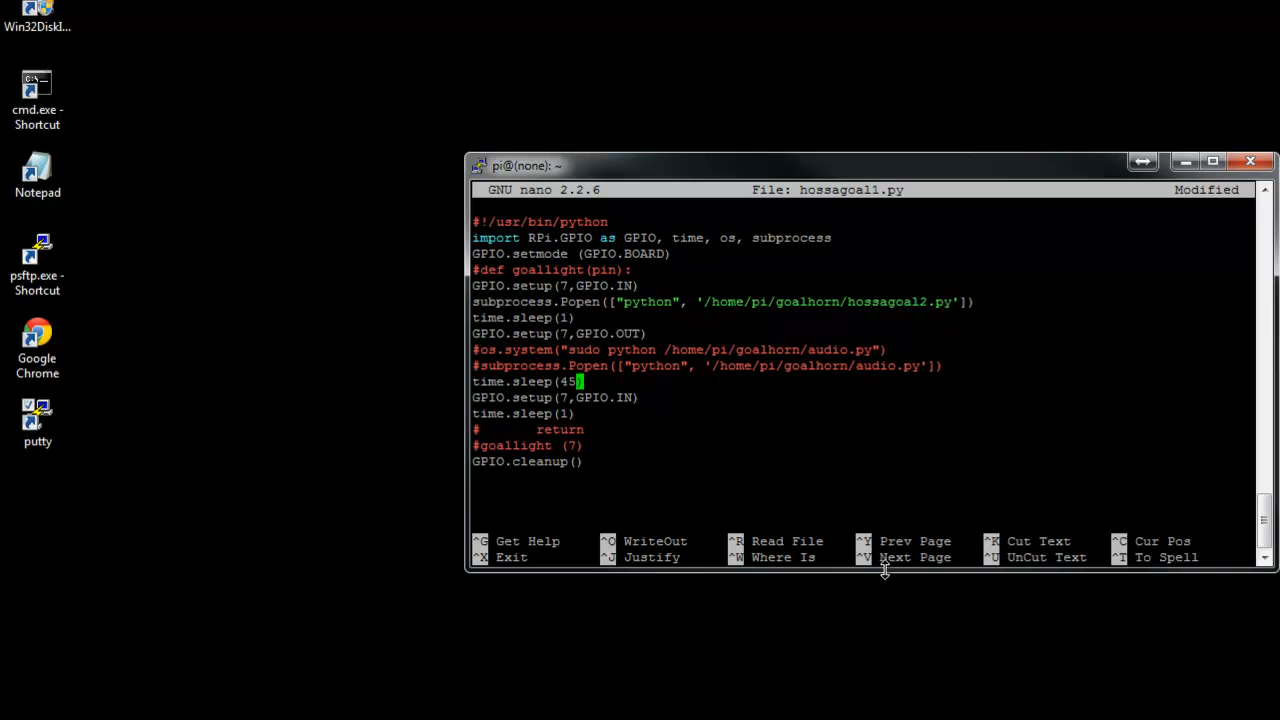 Win32DiskI...
cmd.exe -
Shortcut
Notepad
psftp.exe -
Shortcut
Google
Chrome
putty
pi@(none): ~
GNU nano 2.2.6 File: hossagoal1.py Modified
#!/usr/bin/python
import RPi.GPIO as GPIO, time, os, subprocess
GPIO.setmode (GPIO.BOARD)
#def goallight(pin):
GPIO.setup(7,GPIO.IN)
subprocess.Popen(["python", '/home/pi/goalhorn/hossagoal2.py'])
time.sleep(1)
GPIO.setup(7,GPIO.OUT)
#os.system("sudo python /home/pi/goalhorn/audio.py")
#subprocess.Popen(["python", '/home/pi/goalhorn/audio.py'])
time.sleep(45)
GPIO.setup(7,GPIO.IN)
time.sleep(1)
#       return
#goallight (7)
GPIO.cleanup()
^G Get Help ^O WriteOut ^R Read File ^Y Prev Page ^K Cut Text ^C Cur Pos
^X Exit ^J Justify ^W Where Is ^V Next Page ^U UnCut Text ^T To Spell